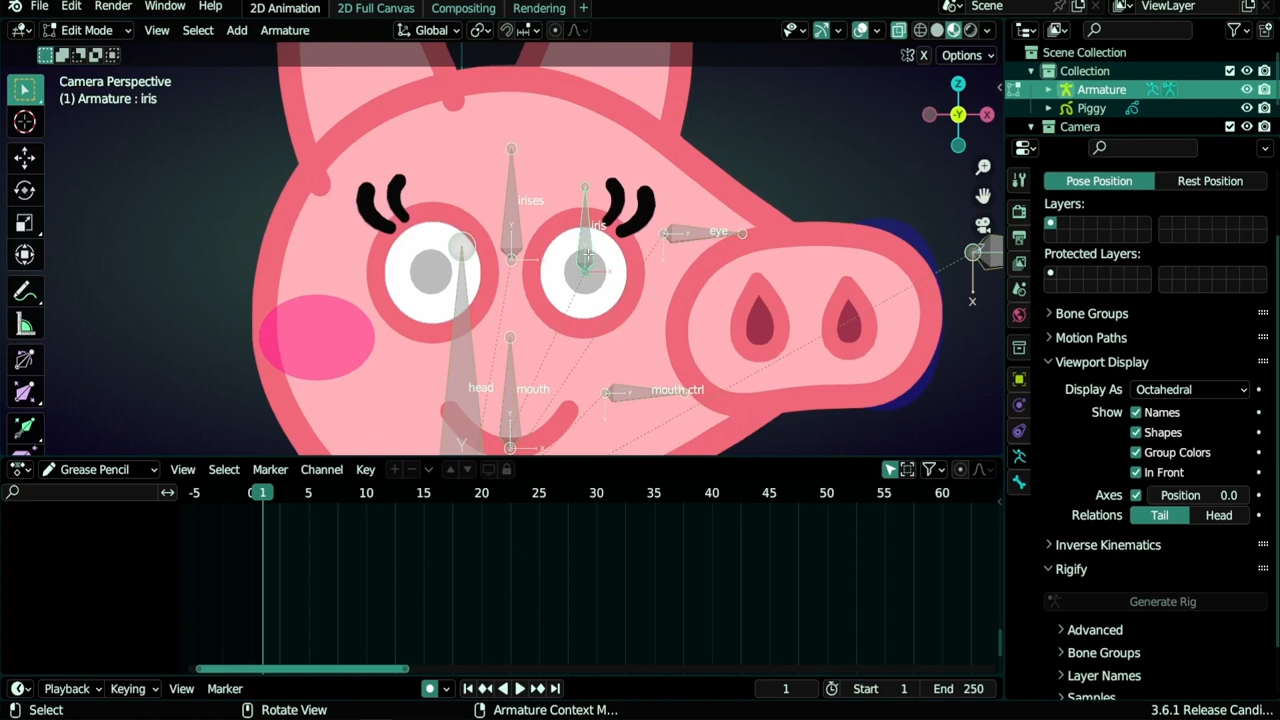 File Edit Render Window Help 2D Animation 2D Full Canvas Compositing Rendering + Scene ViewLayer
Edit Mode View Select Add Armature Global
X Options
Camera Perspective
(1) Armature : iris
Z
-Y
X
irises
iris
eye
Y
Y
X
X
head
mouth
mouth.ctrl
Y
Y
Y
X
X
X
Scene Collection
Collection
Armature
Piggy
Camera
Pose Position Rest Position
Layers:
Protected Layers:
Bone Groups
Motion Paths
Viewport Display
Display As Octahedral
Show Names
Shapes
Group Colors
In Front
Axes Position 0.0
Relations Tail Head
Inverse Kinematics
Rigify
Generate Rig
Advanced
Bone Groups
Layer Names
Samples
Grease Pencil View Select Marker Channel Key
-5 0 1 5 10 15 20 25 30 35 40 45 50 55 60
Playback Keying View Marker 1 Start 1 End 250
Select Rotate View Armature Context M... 3.6.1 Release Candi...